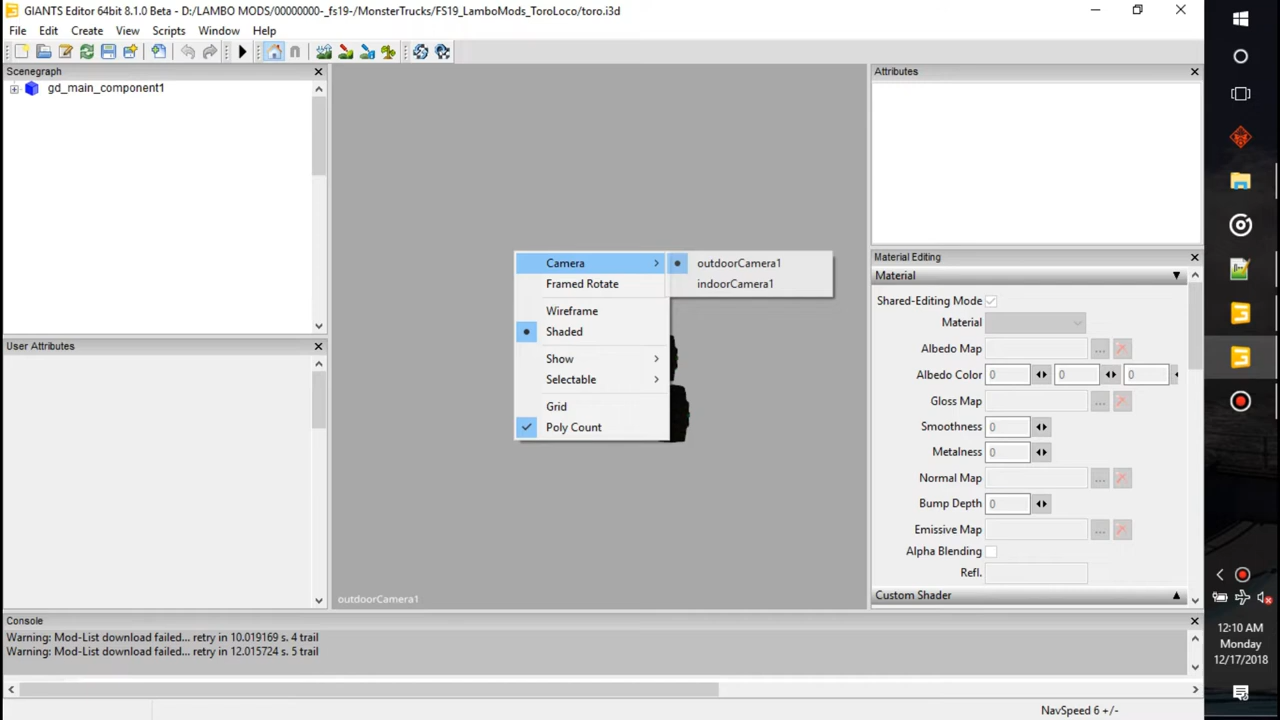 GIANTS Editor 64bit 8.1.0 Beta - D:/LAMBO MODS/00000000-_fs19-/MonsterTrucks/FS19_LamboMods_ToroLoco/toro.i3d
File Edit Create View Scripts Window Help
Scenegraph
gd_main_component1
User Attributes
Camera
Framed Rotate
Wireframe
Shaded
Show
Selectable
Grid
Poly Count
outdoorCamera1
indoorCamera1
outdoorCamera1
Attributes
Material Editing
Material
Shared-Editing Mode
Material
Albedo Map ...
Albedo Color 0 0 0
Gloss Map ...
Smoothness 0
Metalness 0
Normal Map ...
Bump Depth 0
Emissive Map ...
Alpha Blending
Refl.
Custom Shader
Console
Warning: Mod-List download failed... retry in 10.019169 s. 4 trail
Warning: Mod-List download failed... retry in 12.015724 s. 5 trail
NavSpeed 6 +/-
12:10 AM
Monday
12/17/2018